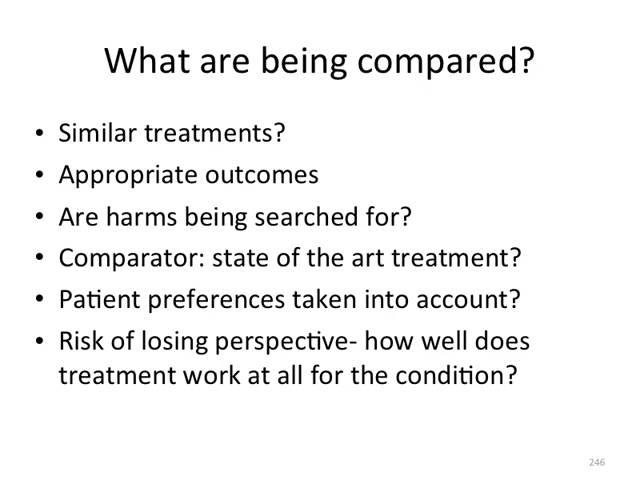 What are being compared?
• Similar treatments?
• Appropriate outcomes
• Are harms being searched for?
• Comparator: state of the art treatment?
• Patient preferences taken into account?
• Risk of losing perspective- how well does
treatment work at all for the condition?
246